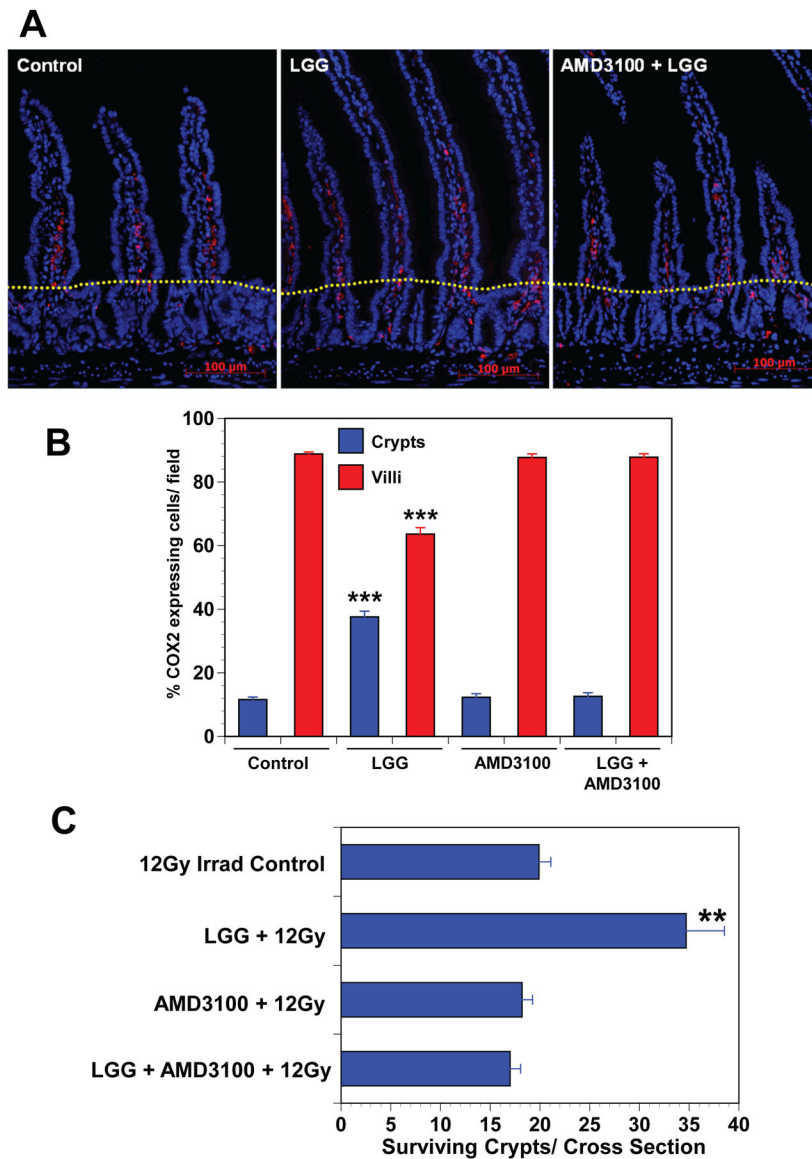 A
Control
LGG
AMD3100 + LGG
100 µm
100 µm
100 µm
B
% COX2 expressing cells/ field
100
80
60
40
20
0
Crypts
Villi
***
***
Control
LGG
AMD3100
LGG +
AMD3100
C
12Gy Irrad Control
LGG + 12Gy
AMD3100 + 12Gy
LGG + AMD3100 + 12Gy
**
0 5 10 15 20 25 30 35 40
Surviving Crypts/ Cross Section